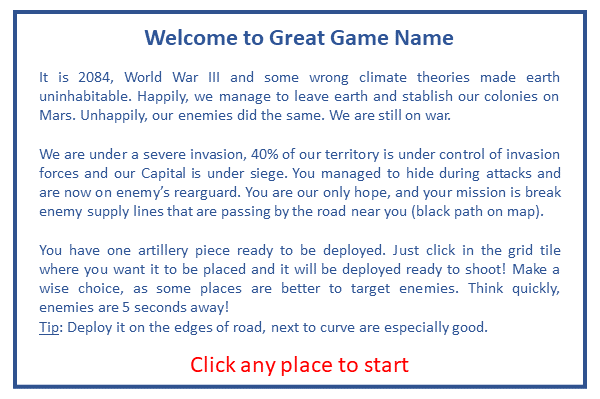 Welcome to Great Game Name
It is 2084, World War III and some wrong climate theories made earth
uninhabitable. Happily, we manage to leave earth and stablish our colonies on
Mars. Unhappily, our enemies did the same. We are still on war.
We are under a severe invasion, 40% of our territory is under control of invasion
forces and our Capital is under siege. You managed to hide during attacks and
are now on enemy’s rearguard. You are our only hope, and your mission is break
enemy supply lines that are passing by the road near you (black path on map).
You have one artillery piece ready to be deployed. Just click in the grid tile
where you want it to be placed and it will be deployed ready to shoot! Make a
wise choice, as some places are better to target enemies. Think quickly,
enemies are 5 seconds away!
Tip: Deploy it on the edges of road, next to curve are especially good.
Click any place to start